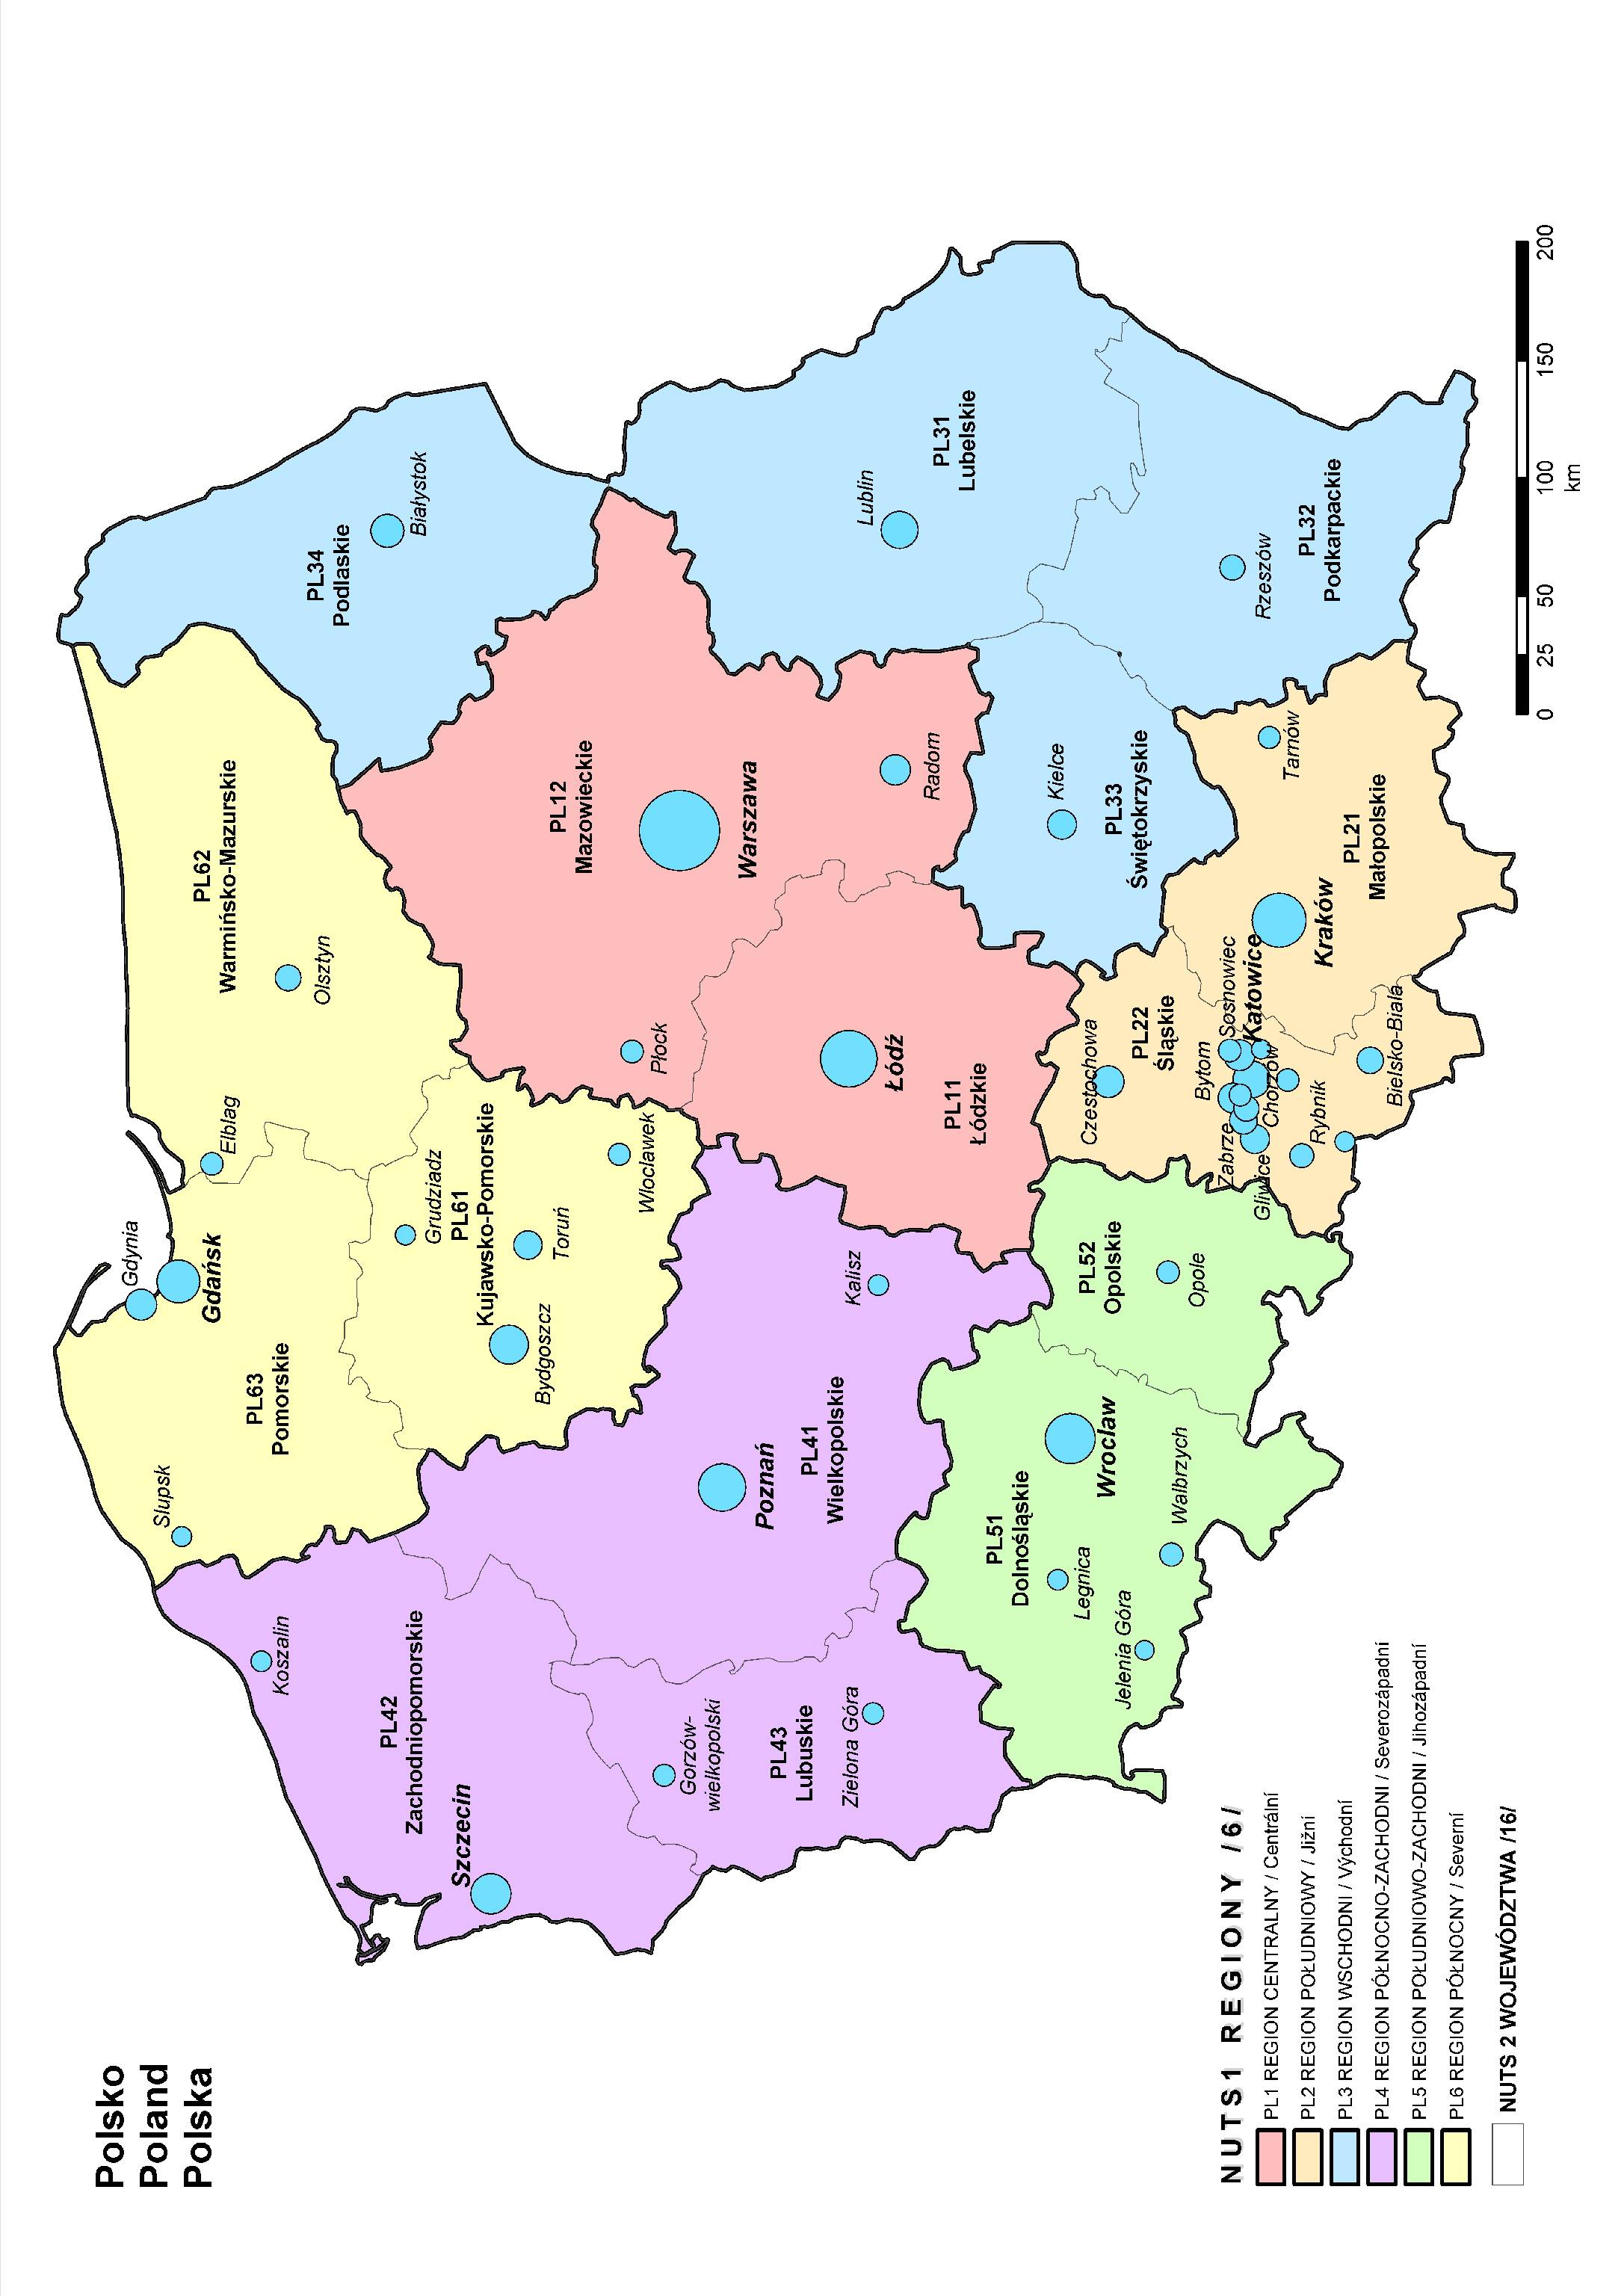 Polsko
Poland
Polska
Gdynia
Gdańsk
Słupsk
PL63
Pomorskie
Elbląg
PL62
Warmińsko-Mazurskie
Olsztyn
PL34
Podlaskie
Białystok
Koszalin
PL42
Zachodniopomorskie
Szczecin
Grudziadz
PL61
Kujawsko-Pomorskie
Bydgoszcz
Toruń
Wloclawek
PL12
Mazowieckie
Płock
Warszawa
Radom
Gorzów-
wielkopolski
PL43
Lubuskie
Zielona Góra
Poznań
PL41
Wielkopolskie
Kalisz
Łódź
PL11
Łódzkie
Lublin
PL31
Lubelskie
PL51
Dolnośląskie
Legnica
Wrocław
Jelenia Góra
Walbrzych
PL52
Opolskie
Opole
Czestochowa
PL22
Śląskie
Bytom
Sosnowiec
Zabrze
Katowice
Chorzów
Gliwice
Rybnik
Bielsko-Biala
Kielce
PL33
Świętokrzyskie
Kraków
PL21
Małopolskie
Tarnów
Rzeszów
PL32
Podkarpackie
NUTS1 REGIONY /6/
PL1 REGION CENTRALNY / Centrální
PL2 REGION POŁUDNIOWY / Jižní
PL3 REGION WSCHODNI / Východní
PL4 REGION PÓŁNOCNO-ZACHODNI / Severozápadní
PL5 REGION POŁUDNIOWO-ZACHODNI / Jihozápadní
PL6 REGION PÓŁNOCNY / Severní
NUTS 2 WOJEWÓDZTWA /16/
0 25 50 100 150 200
km